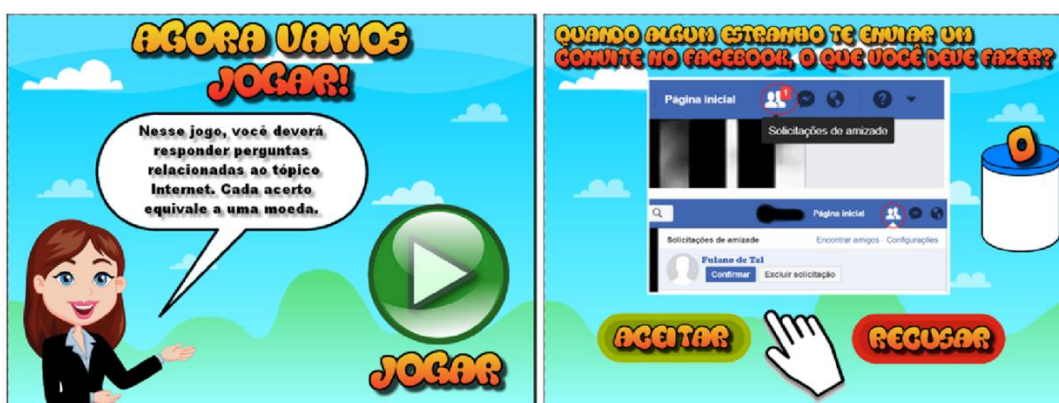 AGORA VAMOS
JOGAR!
Nesse jogo, você deverá
responder perguntas
relacionadas ao tópico
Internet. Cada acerto
equivale a uma moeda.
JOGAR
QUANDO ALGUM ESTRANHO TE ENVIAR UM
CONVITE NO FACEBOOK, O QUE VOCÊ DEVE FAZER?
Página inicial 1 ?
Solicitações de amizade
0
Página inicial
Solicitações de amizade Encontrar amigos Configurações
Fulano de Tal
Confirmar Excluir solicitação
ACEITAR
RECUSAR